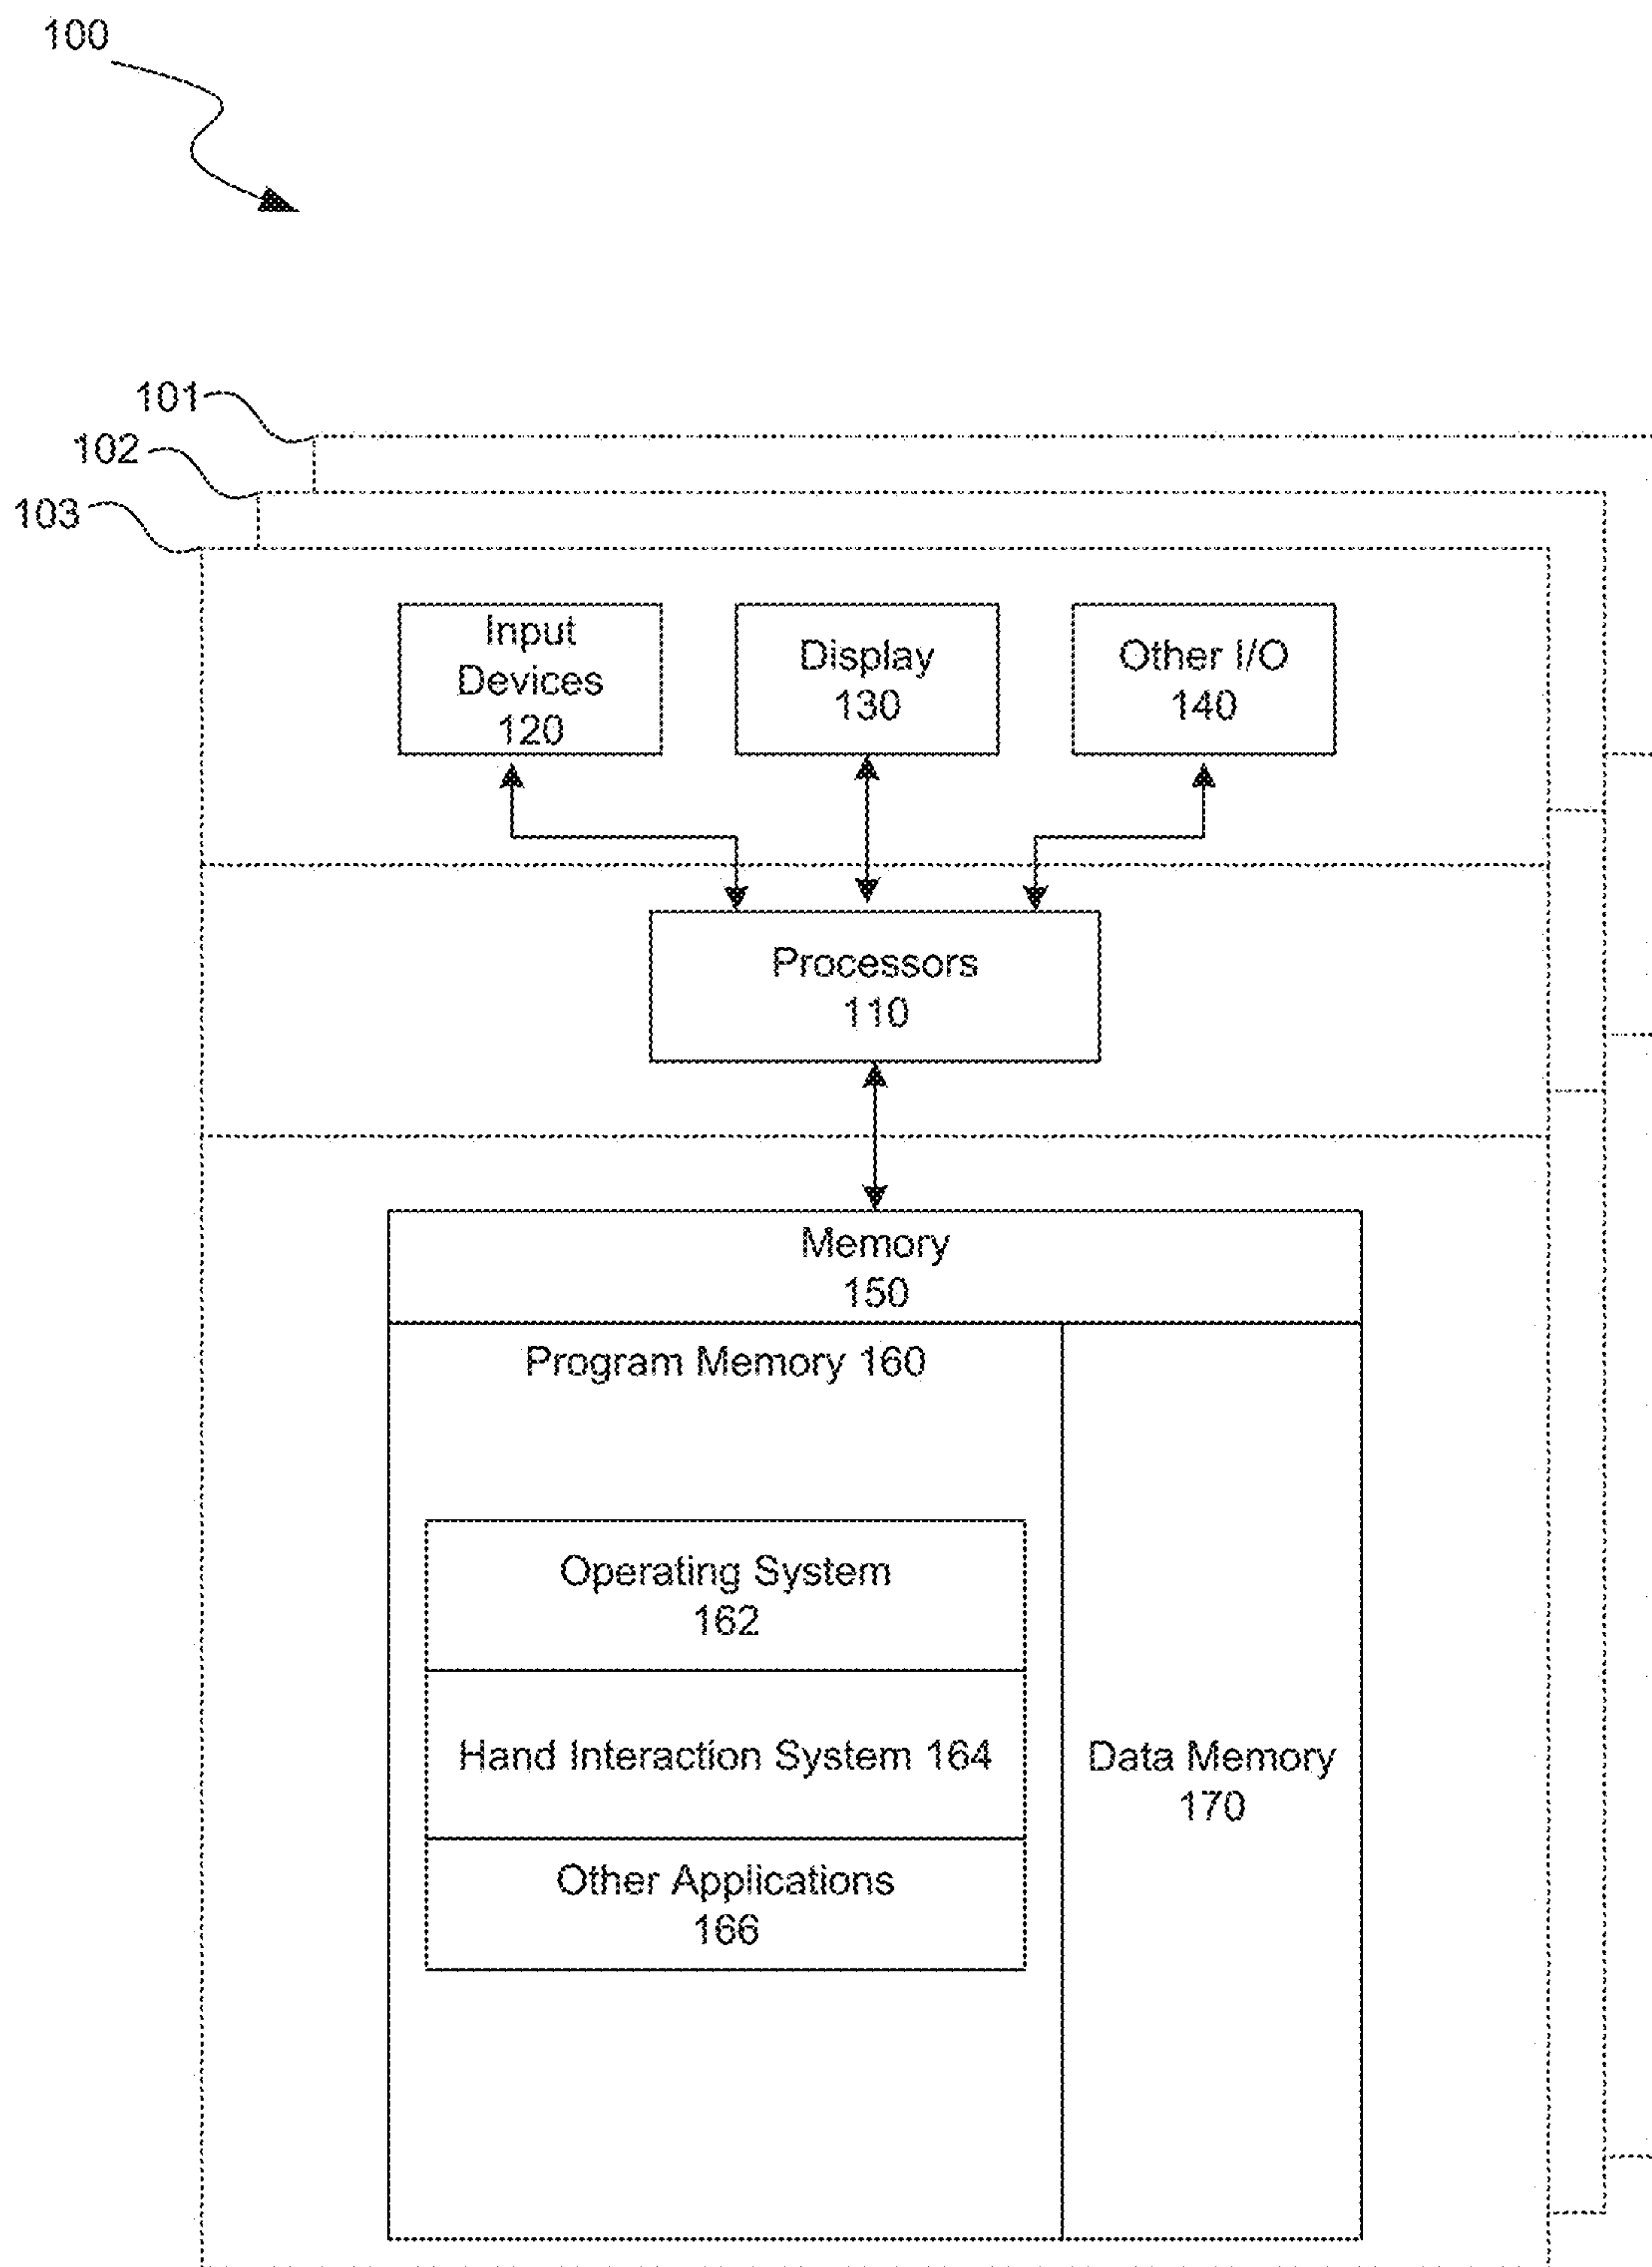 100
101
102
103
Input
Devices
120
Display
130
Other I/O
140
Processors
110
Memory
150
Program Memory 160
Operating System
162
Hand Interaction System 164
Other Applications
166
Data Memory
170